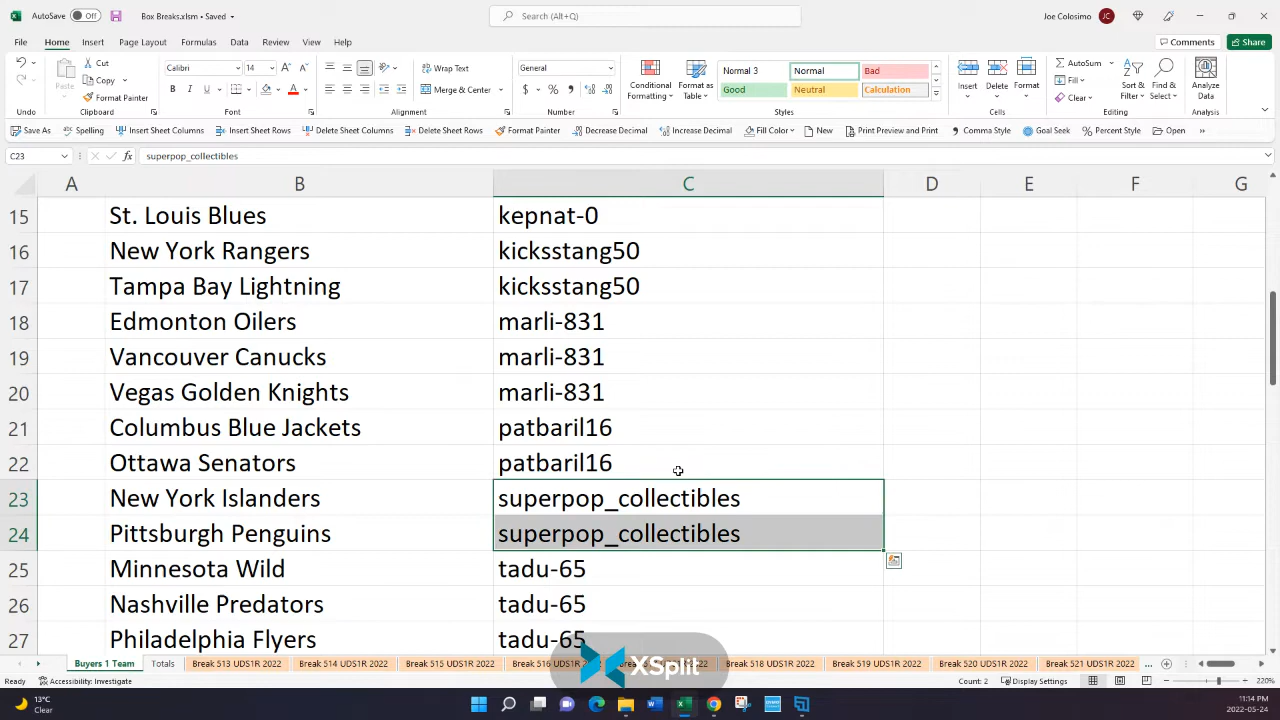 AutoSave Off Box Breaks.xlsm • Saved Search (Alt+Q) Joe Colosimo JC
File Home Insert Page Layout Formulas Data Review View Help Comments Share
Cut Calibri 14 Wrap Text General Normal 3 Normal Bad AutoSum
Copy Fill
Paste Format Painter B I U Merge & Center $ % Conditional Formatting Format as Table Good Neutral Calculation Insert Delete Format Clear Sort & Filter Find & Select Analyze Data
Undo Clipboard Font Alignment Number Styles Cells Editing Analysis
Save As Spelling Insert Sheet Columns Insert Sheet Rows Delete Sheet Columns Delete Sheet Rows Format Painter Decrease Decimal Increase Decimal Fill Color New Print Preview and Print Comma Style Goal Seek Percent Style Open
C23 fx superpop_collectibles
A B C D E F G
15 St. Louis Blues kepnat-0
16 New York Rangers kicksstang50
17 Tampa Bay Lightning kicksstang50
18 Edmonton Oilers marli-831
19 Vancouver Canucks marli-831
20 Vegas Golden Knights marli-831
21 Columbus Blue Jackets patbaril16
22 Ottawa Senators patbaril16
23 New York Islanders superpop_collectibles
24 Pittsburgh Penguins superpop_collectibles
25 Minnesota Wild tadu-65
26 Nashville Predators tadu-65
27 Philadelphia Flyers tadu-65
XSplit
Buyers 1 Team Totals Break 513 UDS1R 2022 Break 514 UDS1R 2022 Break 515 UDS1R 2022 Break 516 2022 Break 518 UDS1R 2022 Break 519 UDS1R 2022 Break 520 UDS1R 2022 Break 521 UDS1R 2022 ...
Ready Accessibility: Investigate Count: 2 Display Settings 220%
13°C
Clear
11:14 PM
2022-05-24